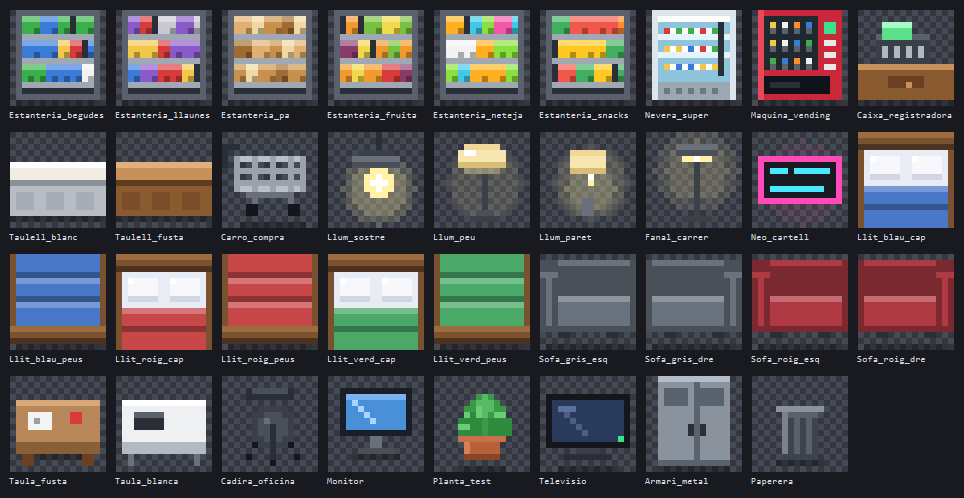 Estanteria_begudes Estanteria_llaunes Estanteria_pa Estanteria_fruita Estanteria_neteja Estanteria_snacks Nevera_super Maquina_vending Caixa_registradora
Taulell_blanc Taulell_fusta Carro_compra Llum_sostre Llum_peu Llum_paret Fanal_carrer Neo_cartell Llit_blau_cap
Llit_blau_peus Llit_roig_cap Llit_roig_peus Llit_verd_cap Llit_verd_peus Sofa_gris_esq Sofa_gris_dre Sofa_roig_esq Sofa_roig_dre
Taula_fusta Taula_blanca Cadira_oficina Monitor Planta_test Televisio Armari_metal Paperera